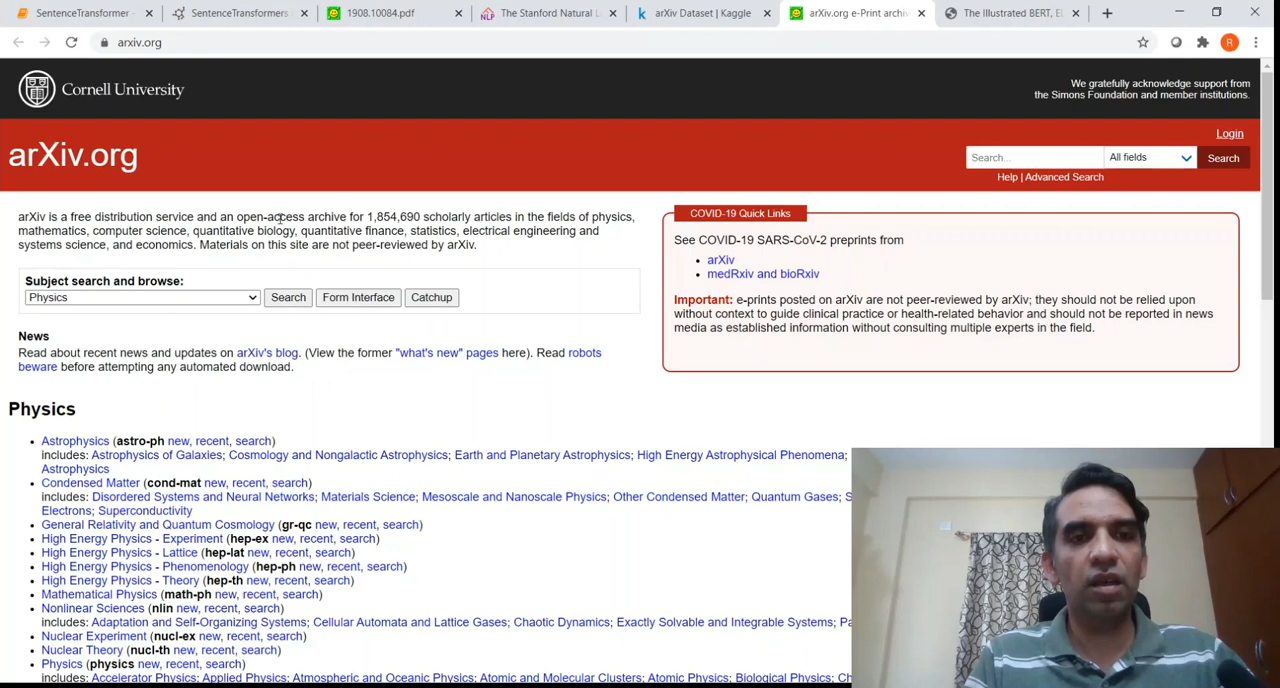 SentenceTransformer -
SentenceTransformers
1908.10084.pdf
The Stanford Natural L
arXiv Dataset | Kaggle
arXiv.org e-Print archiv
The Illustrated BERT, E
arxiv.org
R
Cornell University
We gratefully acknowledge support from
the Simons Foundation and member institutions.
Login
arXiv.org
Search...
All fields
Search
Help | Advanced Search
arXiv is a free distribution service and an open-access archive for 1,854,690 scholarly articles in the fields of physics,
mathematics, computer science, quantitative biology, quantitative finance, statistics, electrical engineering and
systems science, and economics. Materials on this site are not peer-reviewed by arXiv.
Subject search and browse:
Physics
Search
Form Interface
Catchup
News
Read about recent news and updates on arXiv's blog. (View the former "what's new" pages here). Read robots
beware before attempting any automated download.
COVID-19 Quick Links
See COVID-19 SARS-CoV-2 preprints from
• arXiv
• medRxiv and bioRxiv
Important: e-prints posted on arXiv are not peer-reviewed by arXiv; they should not be relied upon
without context to guide clinical practice or health-related behavior and should not be reported in news
media as established information without consulting multiple experts in the field.
Physics
• Astrophysics (astro-ph new, recent, search)
includes: Astrophysics of Galaxies; Cosmology and Nongalactic Astrophysics; Earth and Planetary Astrophysics; High Energy Astrophysical Phenomena;
Astrophysics
• Condensed Matter (cond-mat new, recent, search)
includes: Disordered Systems and Neural Networks; Materials Science; Mesoscale and Nanoscale Physics; Other Condensed Matter; Quantum Gases; S
Electrons; Superconductivity
• General Relativity and Quantum Cosmology (gr-qc new, recent, search)
• High Energy Physics - Experiment (hep-ex new, recent, search)
• High Energy Physics - Lattice (hep-lat new, recent, search)
• High Energy Physics - Phenomenology (hep-ph new, recent, search)
• High Energy Physics - Theory (hep-th new, recent, search)
• Mathematical Physics (math-ph new, recent, search)
• Nonlinear Sciences (nlin new, recent, search)
includes: Adaptation and Self-Organizing Systems; Cellular Automata and Lattice Gases; Chaotic Dynamics; Exactly Solvable and Integrable Systems; Pa
• Nuclear Experiment (nucl-ex new, recent, search)
• Nuclear Theory (nucl-th new, recent, search)
• Physics (physics new, recent, search)
includes: Accelerator Physics; Applied Physics; Atmospheric and Oceanic Physics; Atomic and Molecular Clusters; Atomic Physics; Biological Physics; Ch